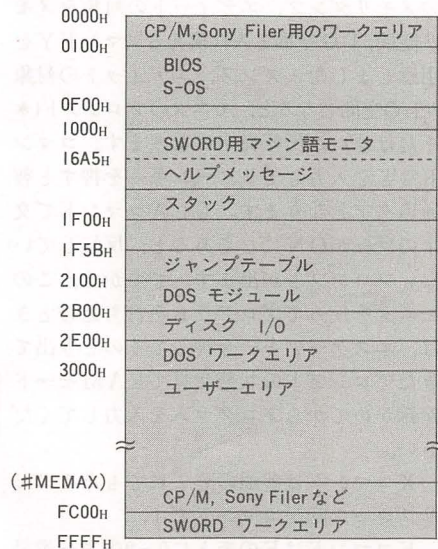 0000H
CP/M,Sony Filer用のワークエリア
0100H
BIOS
S-OS
0F00H
1000H
SWORD用マシン語モニタ
16A5H
ヘルプメッセージ
スタック
1F00H
1F5BH
ジャンプテーブル
2100H
DOS モジュール
2B00H
ディスク I/O
2E00H
DOS ワークエリア
3000H
ユーザーエリア
(#MEMAX)
CP/M, Sony Filerなど
FC00H
SWORD ワークエリア
FFFFH